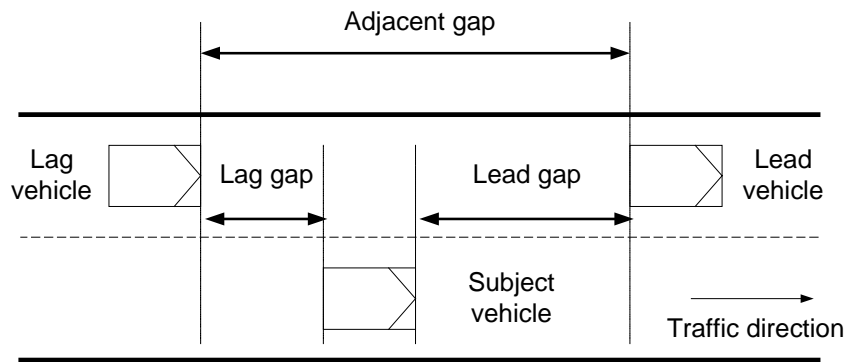 Adjacent gap
Lag
vehicle
Lag gap
Lead gap
Lead
vehicle
Subject
vehicle
Traffic direction